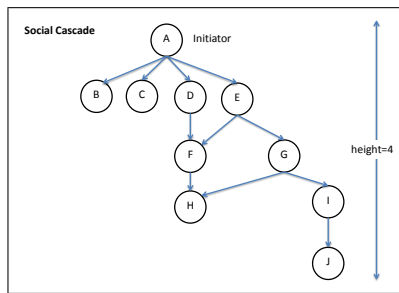 Social Cascade
A Initiator
B C D E
F G
height=4
H I
J